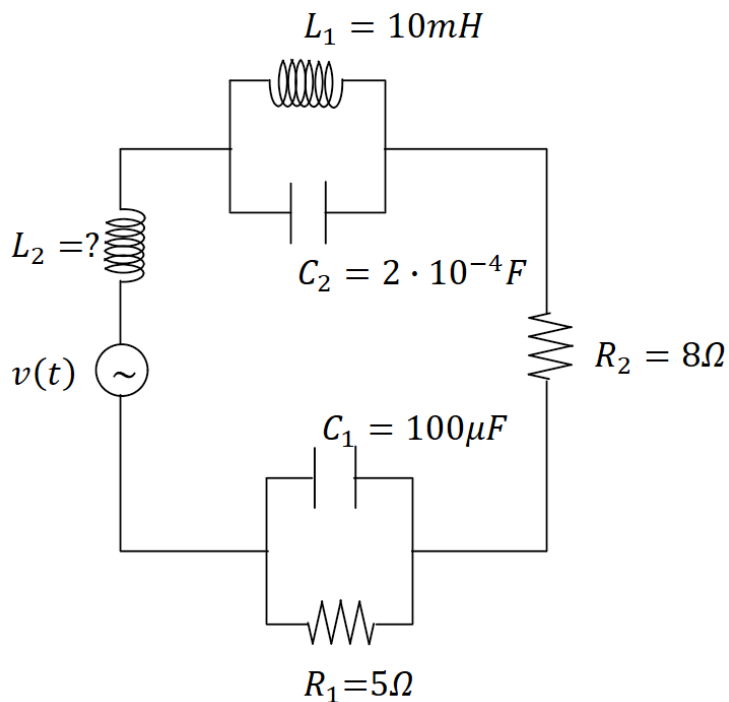 L₁ = 10mH
L₂ =?
C₂ = 2 · 10⁻⁴F
v(t)
~
R₂ = 8Ω
C₁ = 100μF
R₁=5Ω